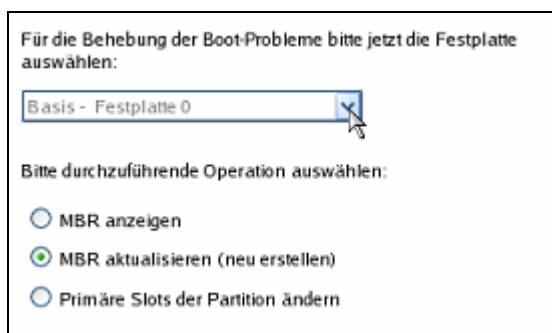 Für die Behebung der Boot-Probleme bitte jetzt die Festplatte
auswählen:
Basis - Festplatte 0
Bitte durchzuführende Operation auswählen:
MBR anzeigen
MBR aktualisieren (neu erstellen)
Primäre Slots der Partition ändern